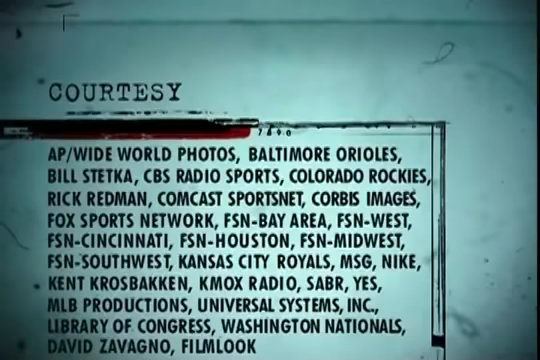 COURTESY
AP/WIDE WORLD PHOTOS, BALTIMORE ORIOLES,
BILL STETKA, CBS RADIO SPORTS, COLORADO ROCKIES,
RICK REDMAN, COMCAST SPORTSNET, CORBIS IMAGES,
FOX SPORTS NETWORK, FSN-BAY AREA, FSN-WEST,
FSN-CINCINNATI, FSN-HOUSTON, FSN-MIDWEST,
FSN-SOUTHWEST, KANSAS CITY ROYALS, MSG, NIKE,
KENT KROSBAKKEN, KMOX RADIO, SABR, YES,
MLB PRODUCTIONS, UNIVERSAL SYSTEMS, INC.,
LIBRARY OF CONGRESS, WASHINGTON NATIONALS,
DAVID ZAVAGNO, FILMLOOK